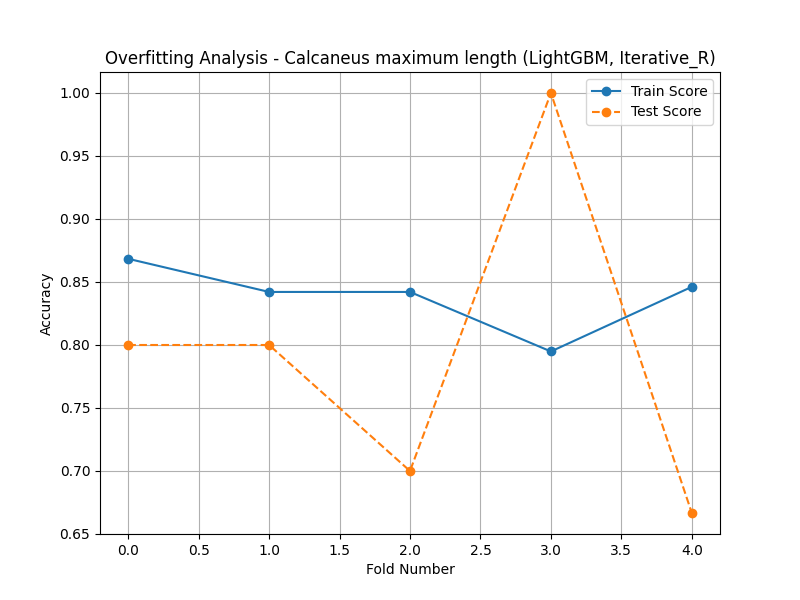 Overfitting Analysis - Calcaneus maximum length (LightGBM, Iterative_R)
Train Score
Test Score
Accuracy
1.00
0.95
0.90
0.85
0.80
0.75
0.70
0.65
0.0 0.5 1.0 1.5 2.0 2.5 3.0 3.5 4.0
Fold Number